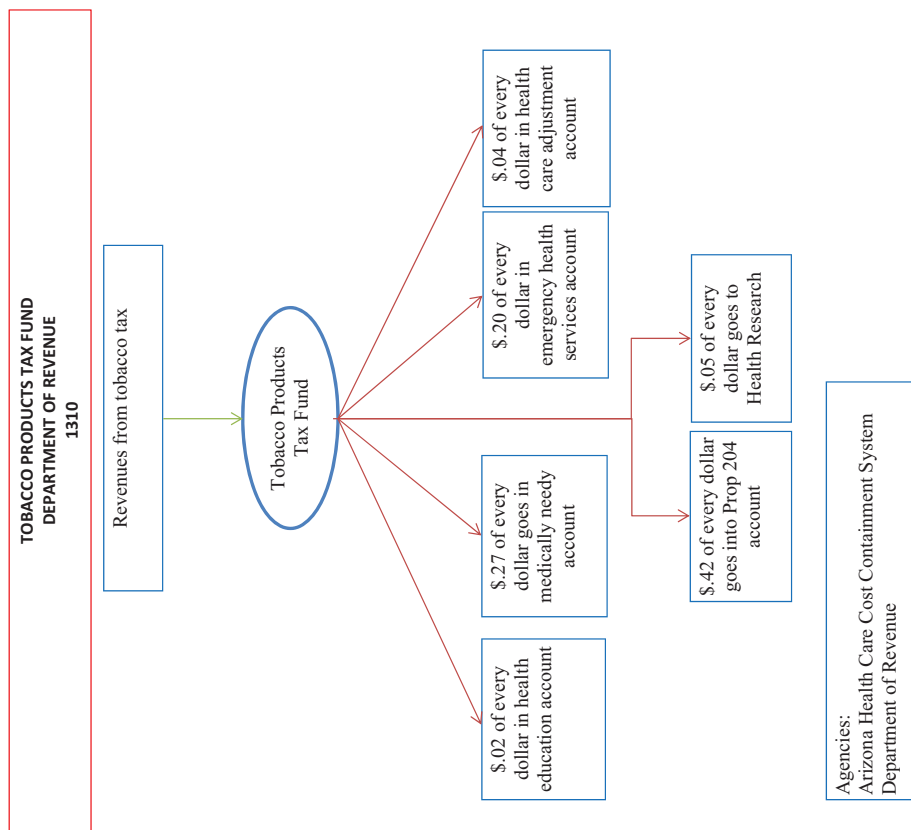 TOBACCO PRODUCTS TAX FUND
DEPARTMENT OF REVENUE
1310
Revenues from tobacco tax
Tobacco Products
Tax Fund
$.02 of every
dollar in health
education account
$.27 of every
dollar goes in
medically needy
account
$.20 of every
dollar in
emergency health
services account
$.04 of every
dollar in health
care adjustment
account
$.42 of every dollar
goes into Prop 204
account
$.05 of every
dollar goes to
Health Research
Agencies:
Arizona Health Care Cost Containment System
Department of Revenue